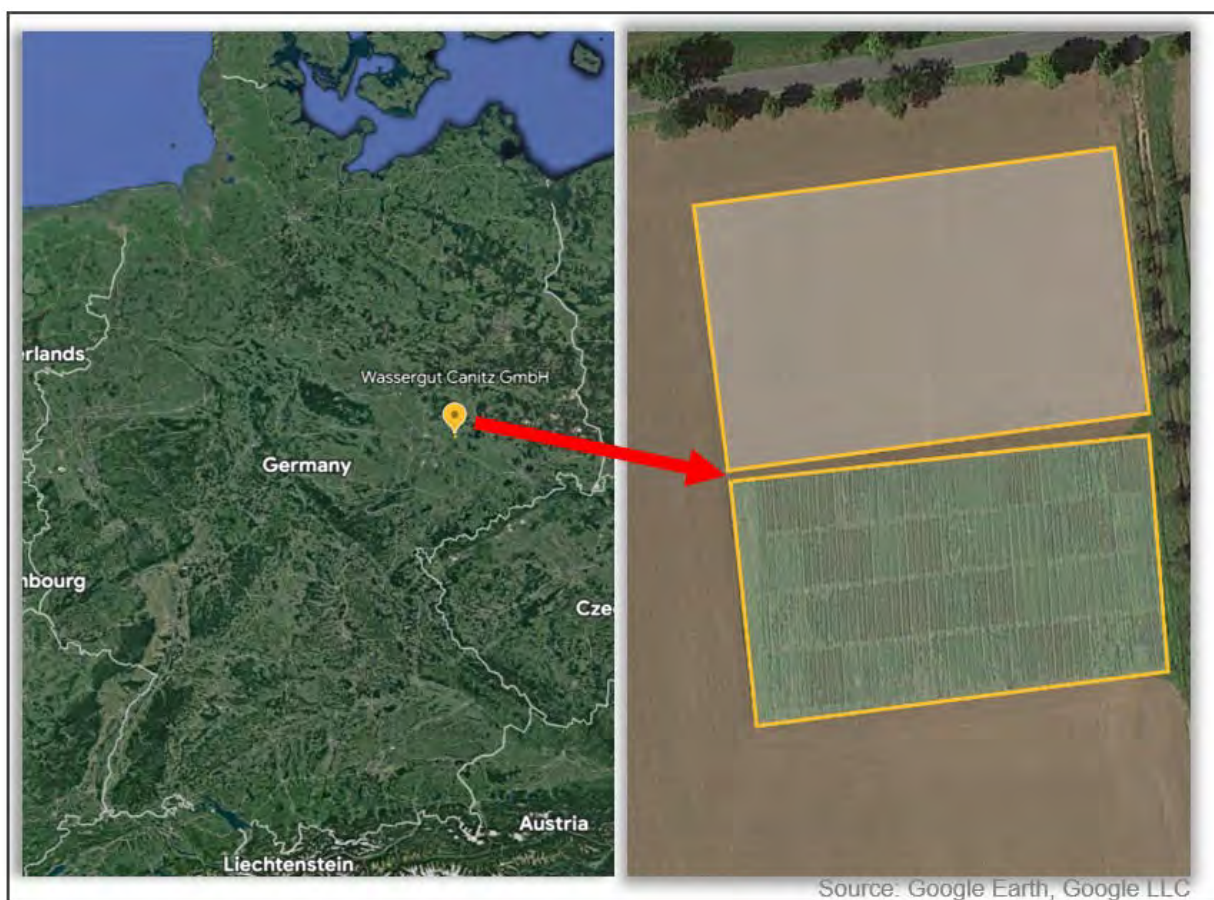 erlands
Wassergut Canitz GmbH
Germany
nbourg
Cze
Austria
Liechtenstein
Source: Google Earth, Google LLC